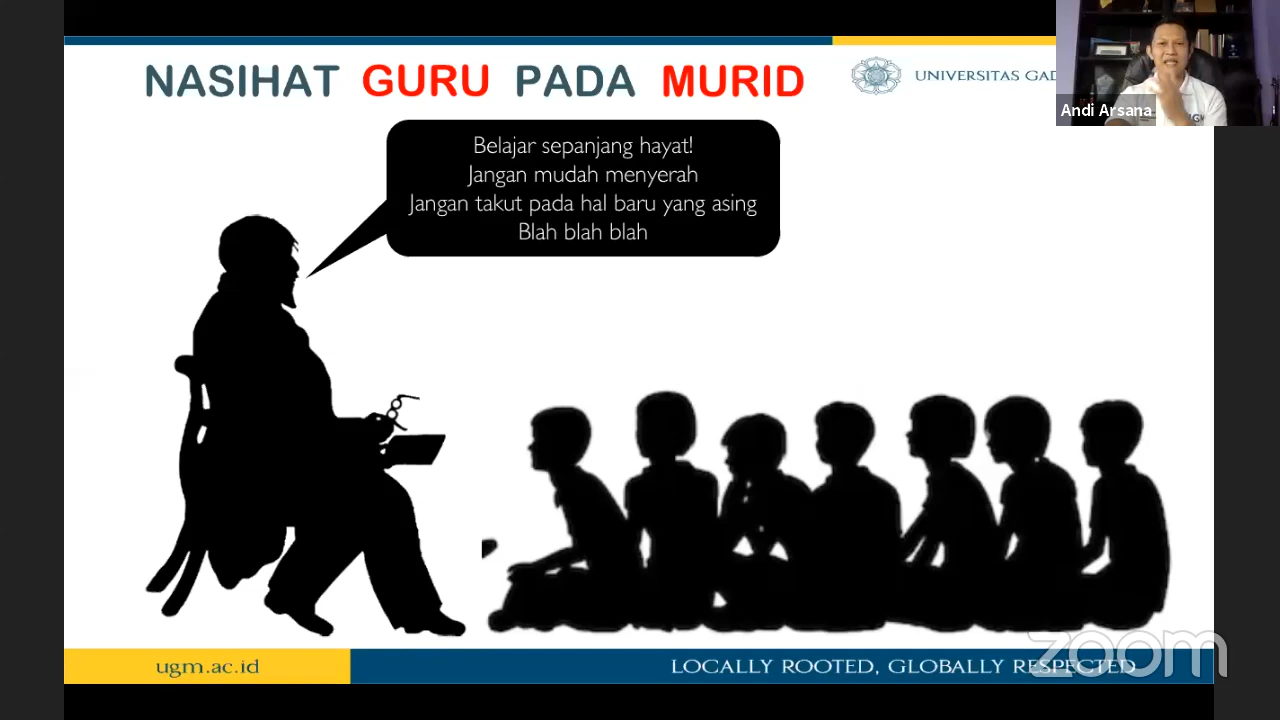 NASIHAT GURU PADA MURID
UNIVERSITAS GAD
Andi Arsana
Belajar sepanjang hayat!
Jangan mudah menyerah
Jangan takut pada hal baru yang asing
Blah blah blah
ugm.ac.id
LOCALLY ROOTED, GLOBALLY RESPECTED
zoom